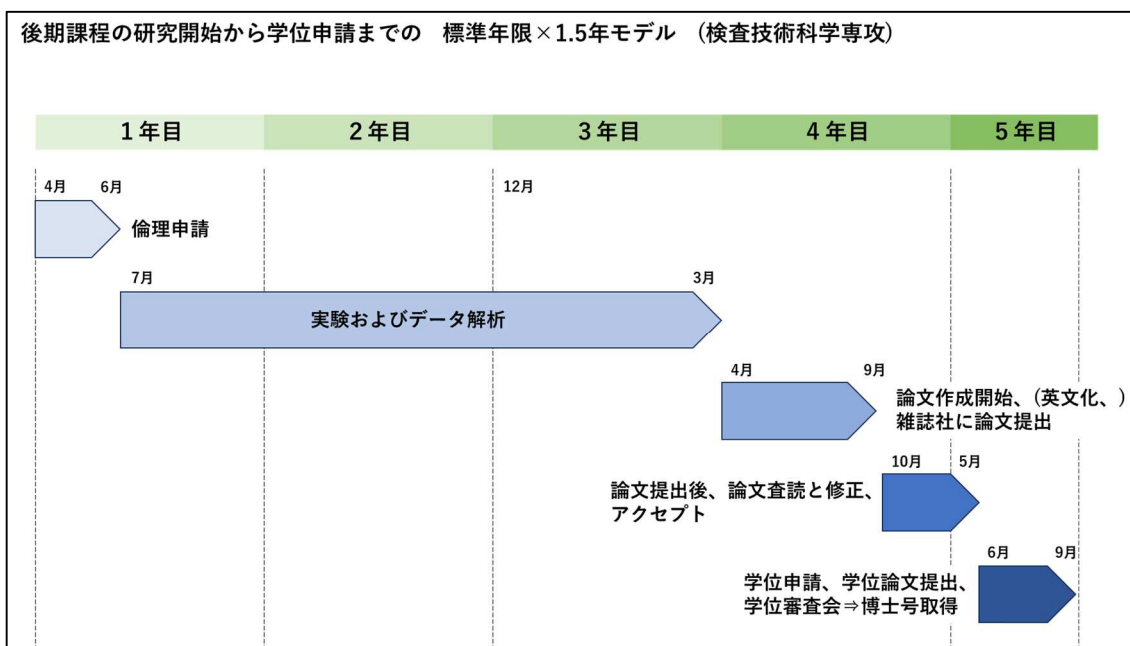 後期課程の研究開始から学位申請までの　標準年限×1.5年モデル　(検査技術科学専攻)
1年目　2年目　3年目　4年目　5年目
4月　6月　12月
倫理申請
7月　3月
実験およびデータ解析
4月　9月
論文作成開始、(英文化、)
雑誌社に論文提出
10月　5月
論文提出後、論文査読と修正、
アクセプト
6月　9月
学位申請、学位論文提出、
学位審査会⇒博士号取得